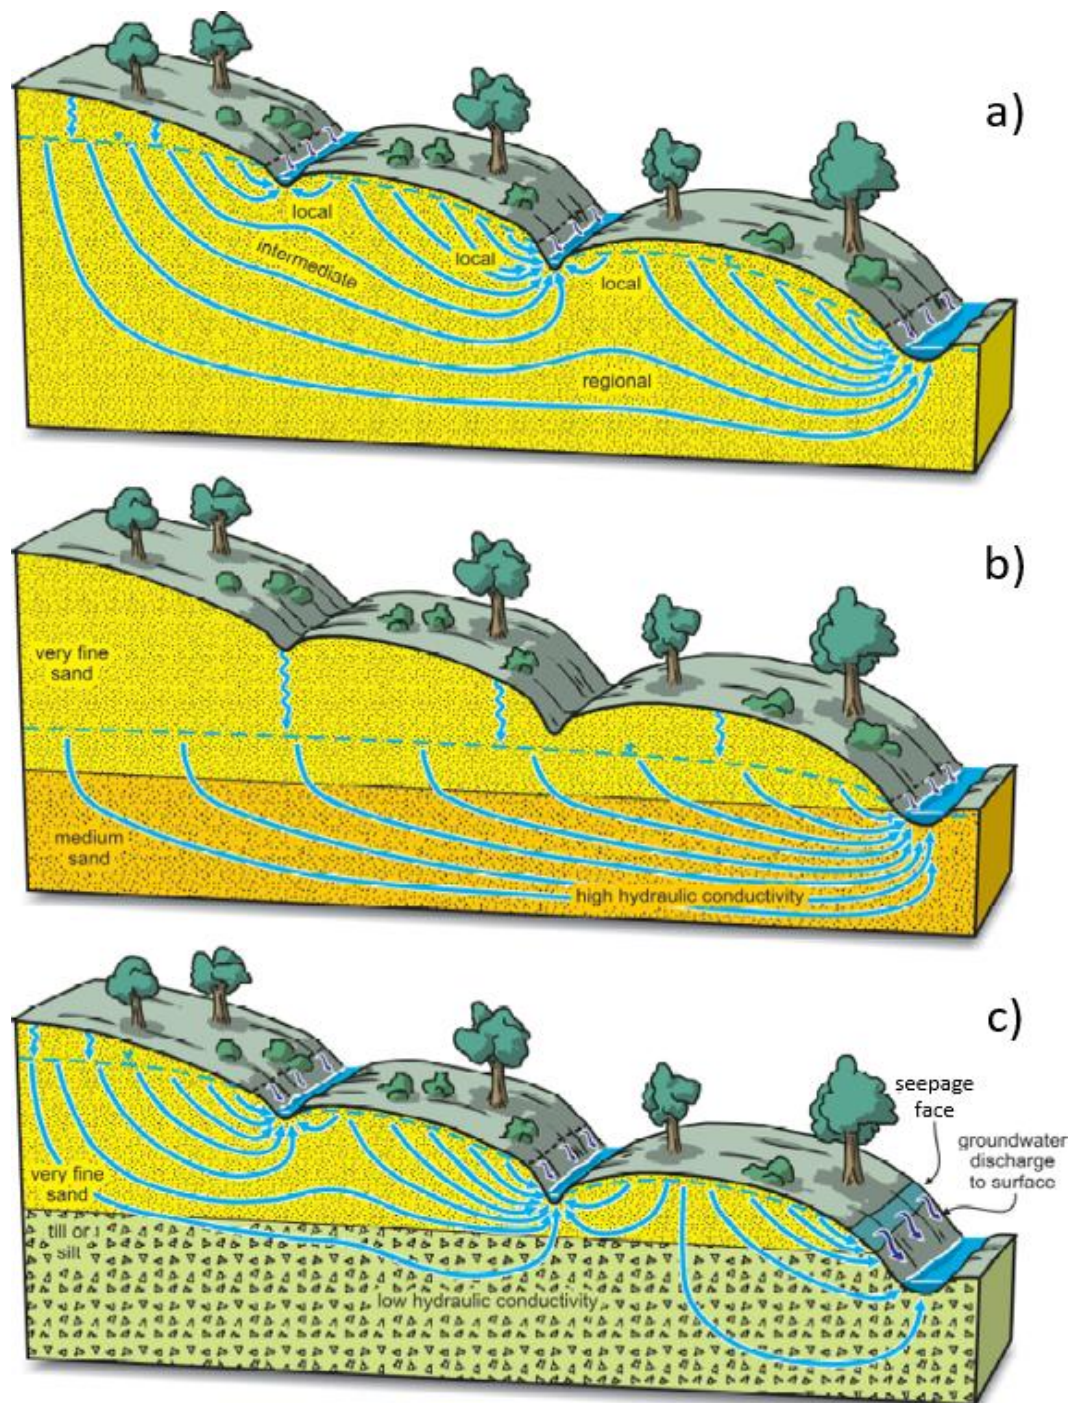 a)
local
intermediate
local
local
regional
b)
very fine
sand
medium
sand
high hydraulic conductivity
c)
seepage
face
groundwater
discharge
to surface
very fine
sand
till or
silt
low hydraulic conductivity